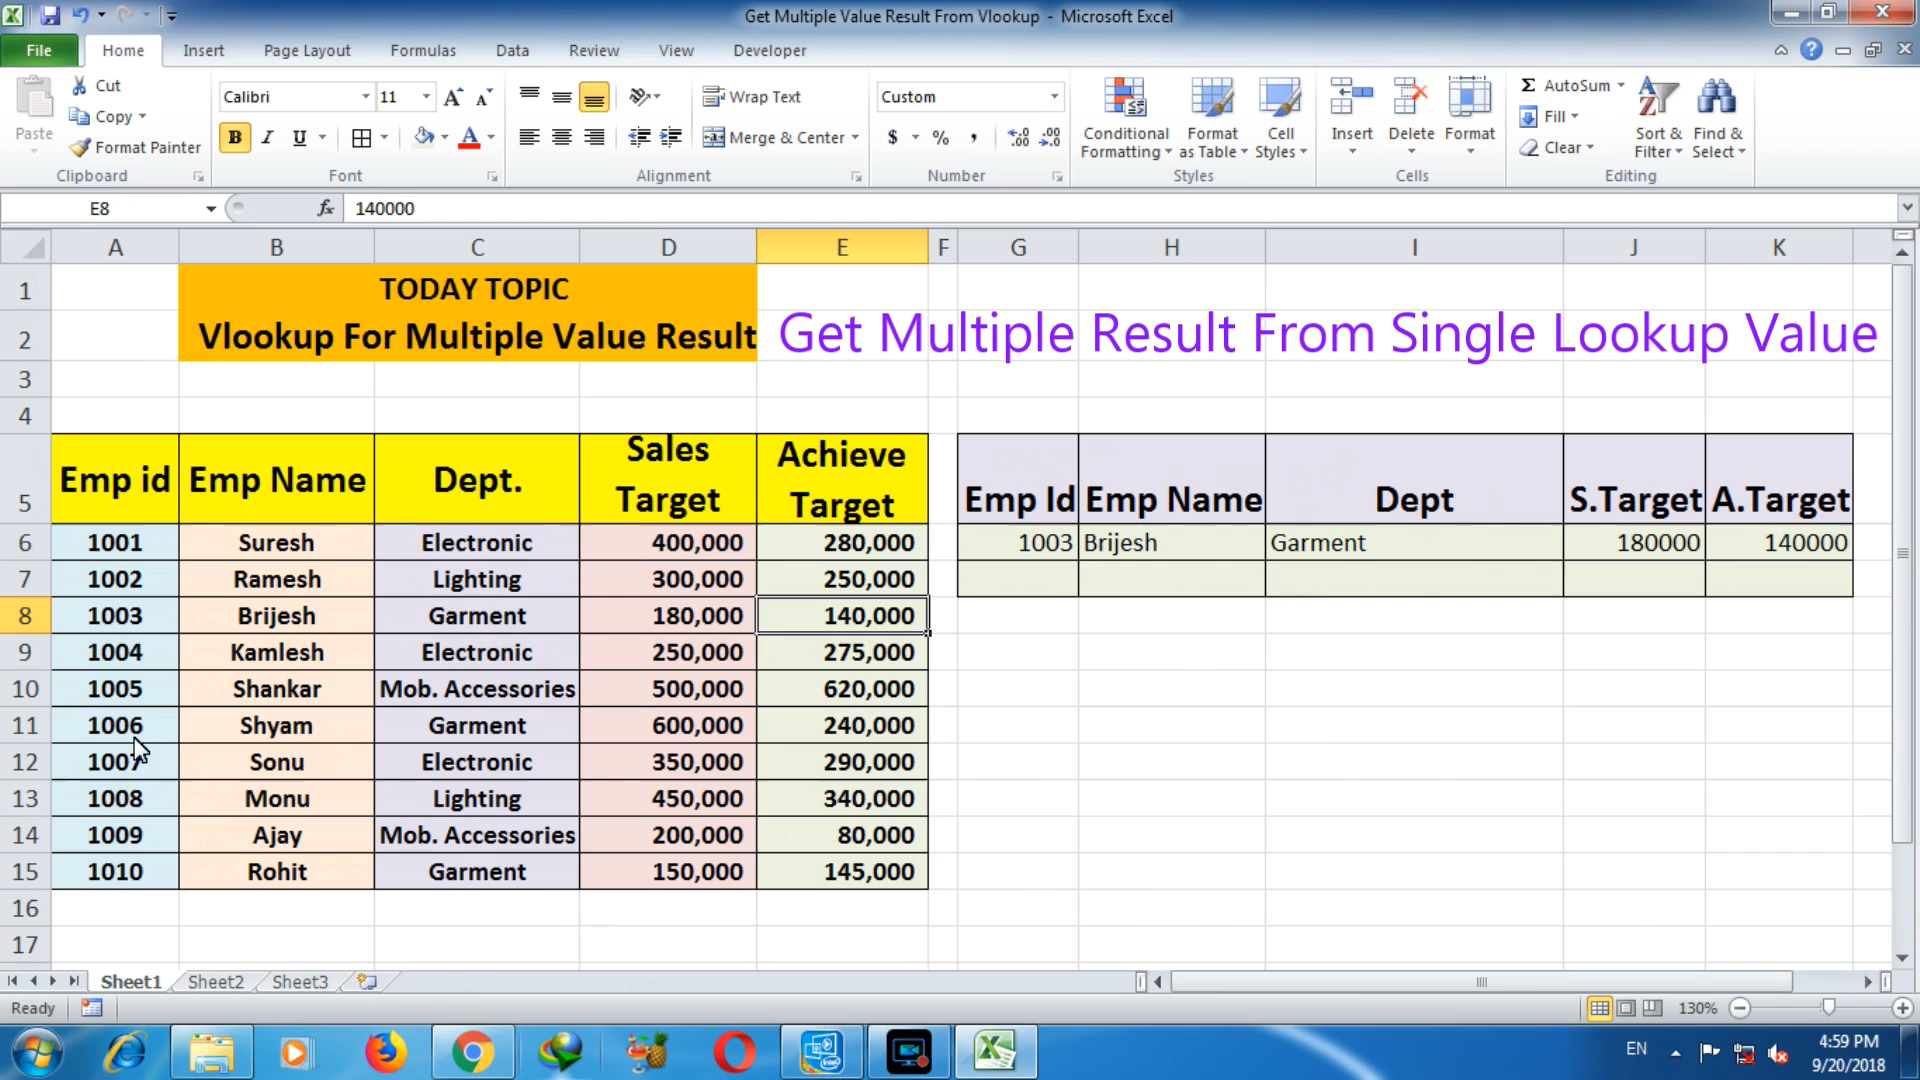 Get Multiple Value Result From Vlookup - Microsoft Excel
File Home Insert Page Layout Formulas Data Review View Developer
Paste
Cut
Copy
Format Painter
Clipboard
Calibri 11
B I U
Font
Wrap Text
Merge & Center
Alignment
Custom
$ % ,
Number
Conditional Formatting
Format as Table
Cell Styles
Styles
Insert Delete Format
Cells
Σ AutoSum
Fill
Clear
Sort & Filter
Find & Select
Editing
E8 fx 140000
A B C D E F G H I J K
1 TODAY TOPIC
2 Vlookup For Multiple Value Result Get Multiple Result From Single Lookup Value
3
4
5 Emp id Emp Name Dept. Sales Target Achieve Target Emp Id Emp Name Dept S.Target A.Target
6 1001 Suresh Electronic 400,000 280,000 1003 Brijesh Garment 180000 140000
7 1002 Ramesh Lighting 300,000 250,000
8 1003 Brijesh Garment 180,000 140,000
9 1004 Kamlesh Electronic 250,000 275,000
10 1005 Shankar Mob. Accessories 500,000 620,000
11 1006 Shyam Garment 600,000 240,000
12 1007 Sonu Electronic 350,000 290,000
13 1008 Monu Lighting 450,000 340,000
14 1009 Ajay Mob. Accessories 200,000 80,000
15 1010 Rohit Garment 150,000 145,000
16
17
Sheet1 Sheet2 Sheet3
Ready 130%
EN 4:59 PM
9/20/2018